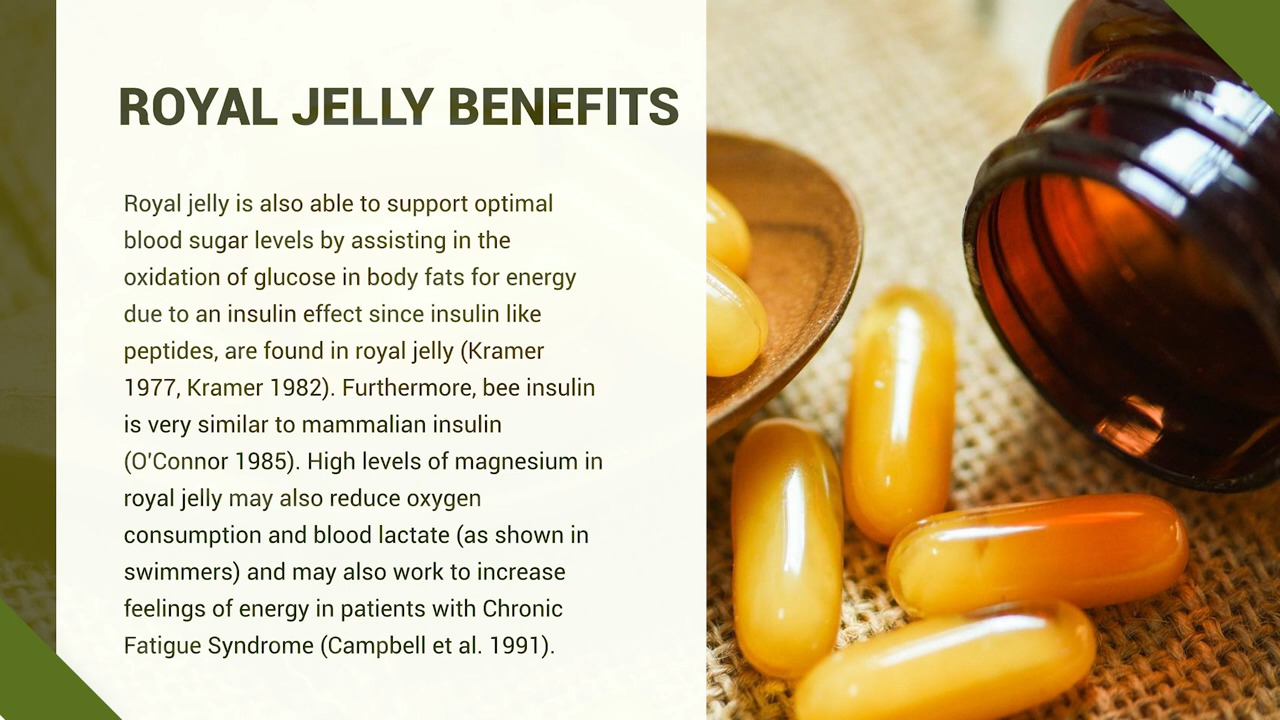 ROYAL JELLY BENEFITS
Royal jelly is also able to support optimal
blood sugar levels by assisting in the
oxidation of glucose in body fats for energy
due to an insulin effect since insulin like
peptides, are found in royal jelly (Kramer
1977, Kramer 1982). Furthermore, bee insulin
is very similar to mammalian insulin
(O'Connor 1985). High levels of magnesium in
royal jelly may also reduce oxygen
consumption and blood lactate (as shown in
swimmers) and may also work to increase
feelings of energy in patients with Chronic
Fatigue Syndrome (Campbell et al. 1991).